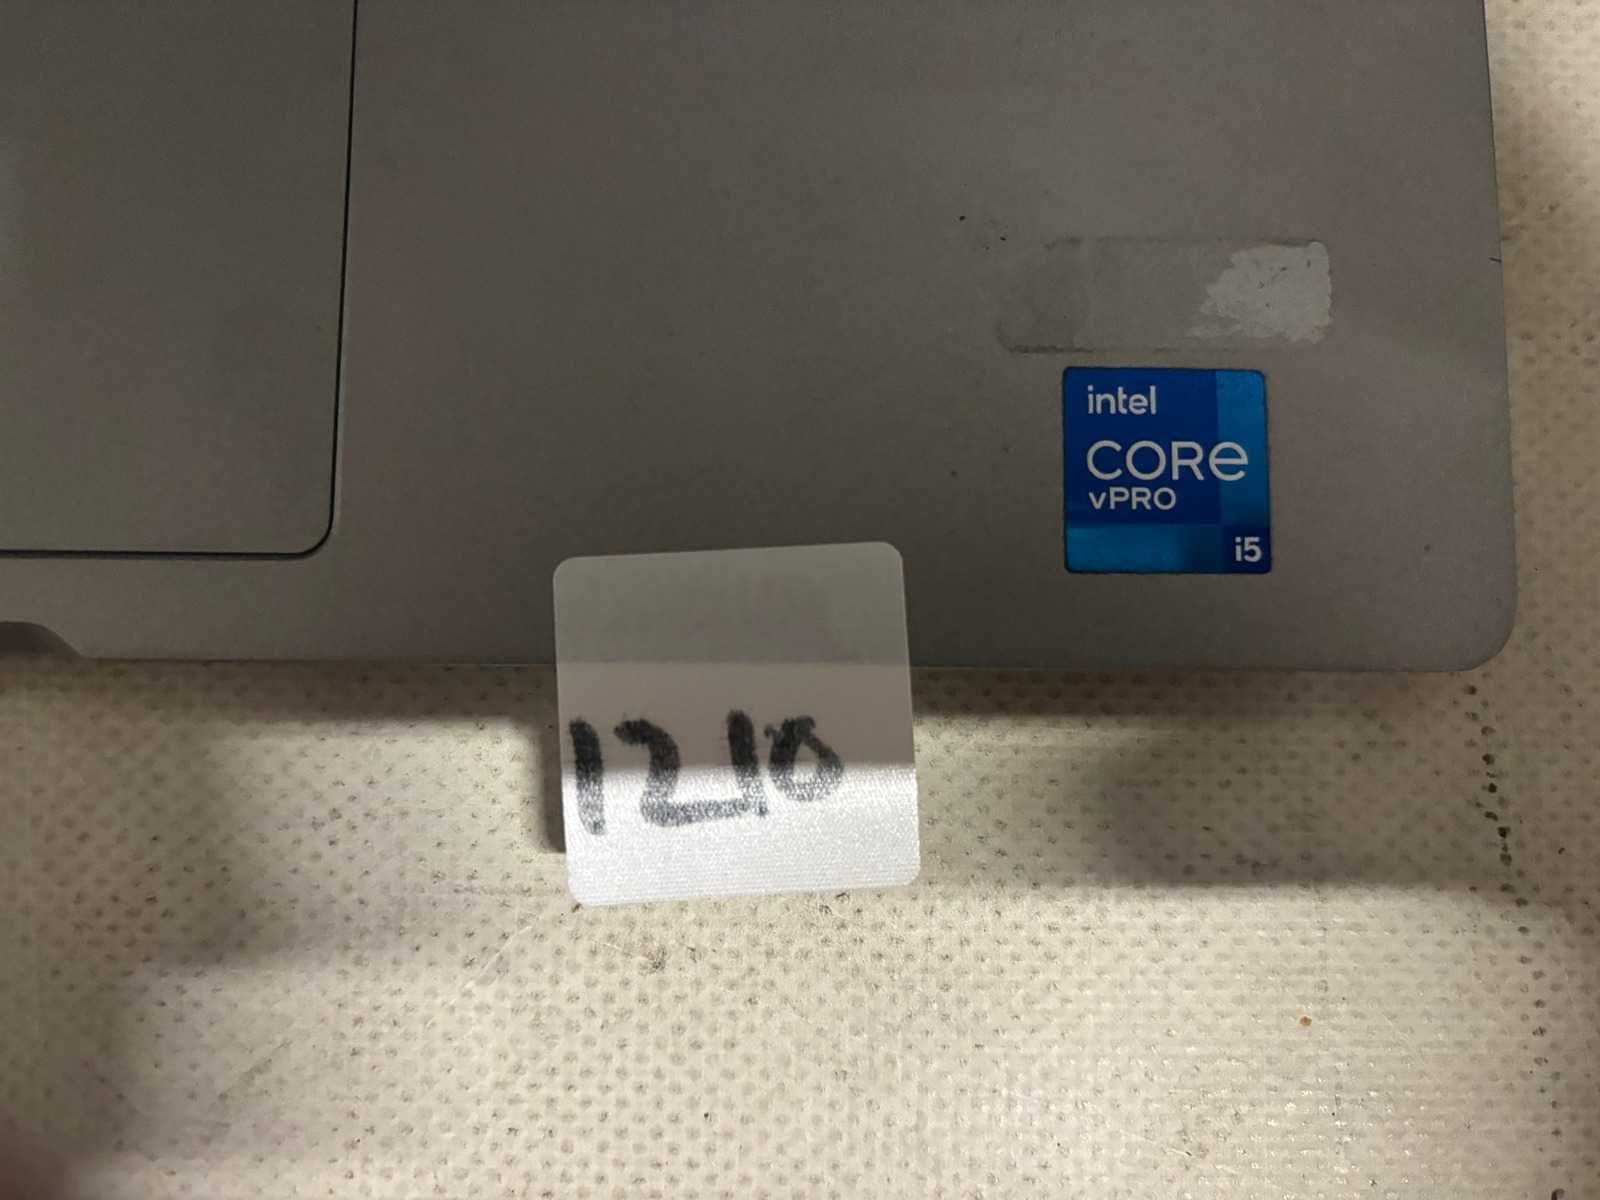 intel
CORE
vPRO
i5
1210